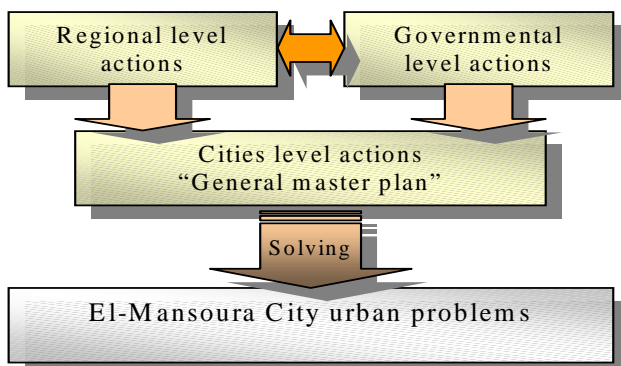 Regional level
actions
Governmental
level actions
Cities level actions
“General master plan”
Solving
El-Mansoura City urban problems